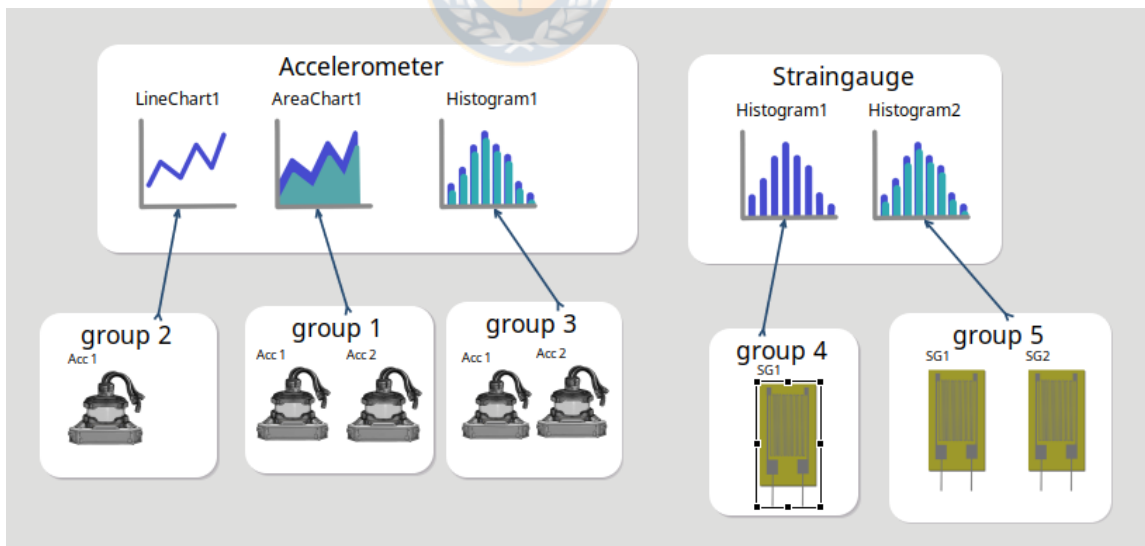 Accelerometer
LineChart1
AreaChart1
Histogram1
Straingauge
Histogram1
Histogram2
group 2
Acc 1
group 1
Acc 1
Acc 2
group 3
Acc 1
Acc 2
group 4
SG1
group 5
SG1
SG2